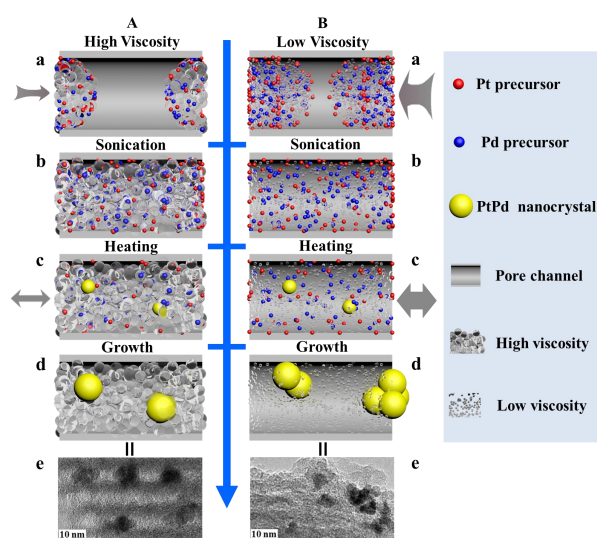 A
High Viscosity
B
Low Viscosity
a
a
Sonication
Sonication
b
b
Heating
Heating
c
c
Growth
Growth
d
d
=
=
e
e
10 nm
10 nm
Pt precursor
Pd precursor
PtPd nanocrystal
Pore channel
High viscosity
Low viscosity